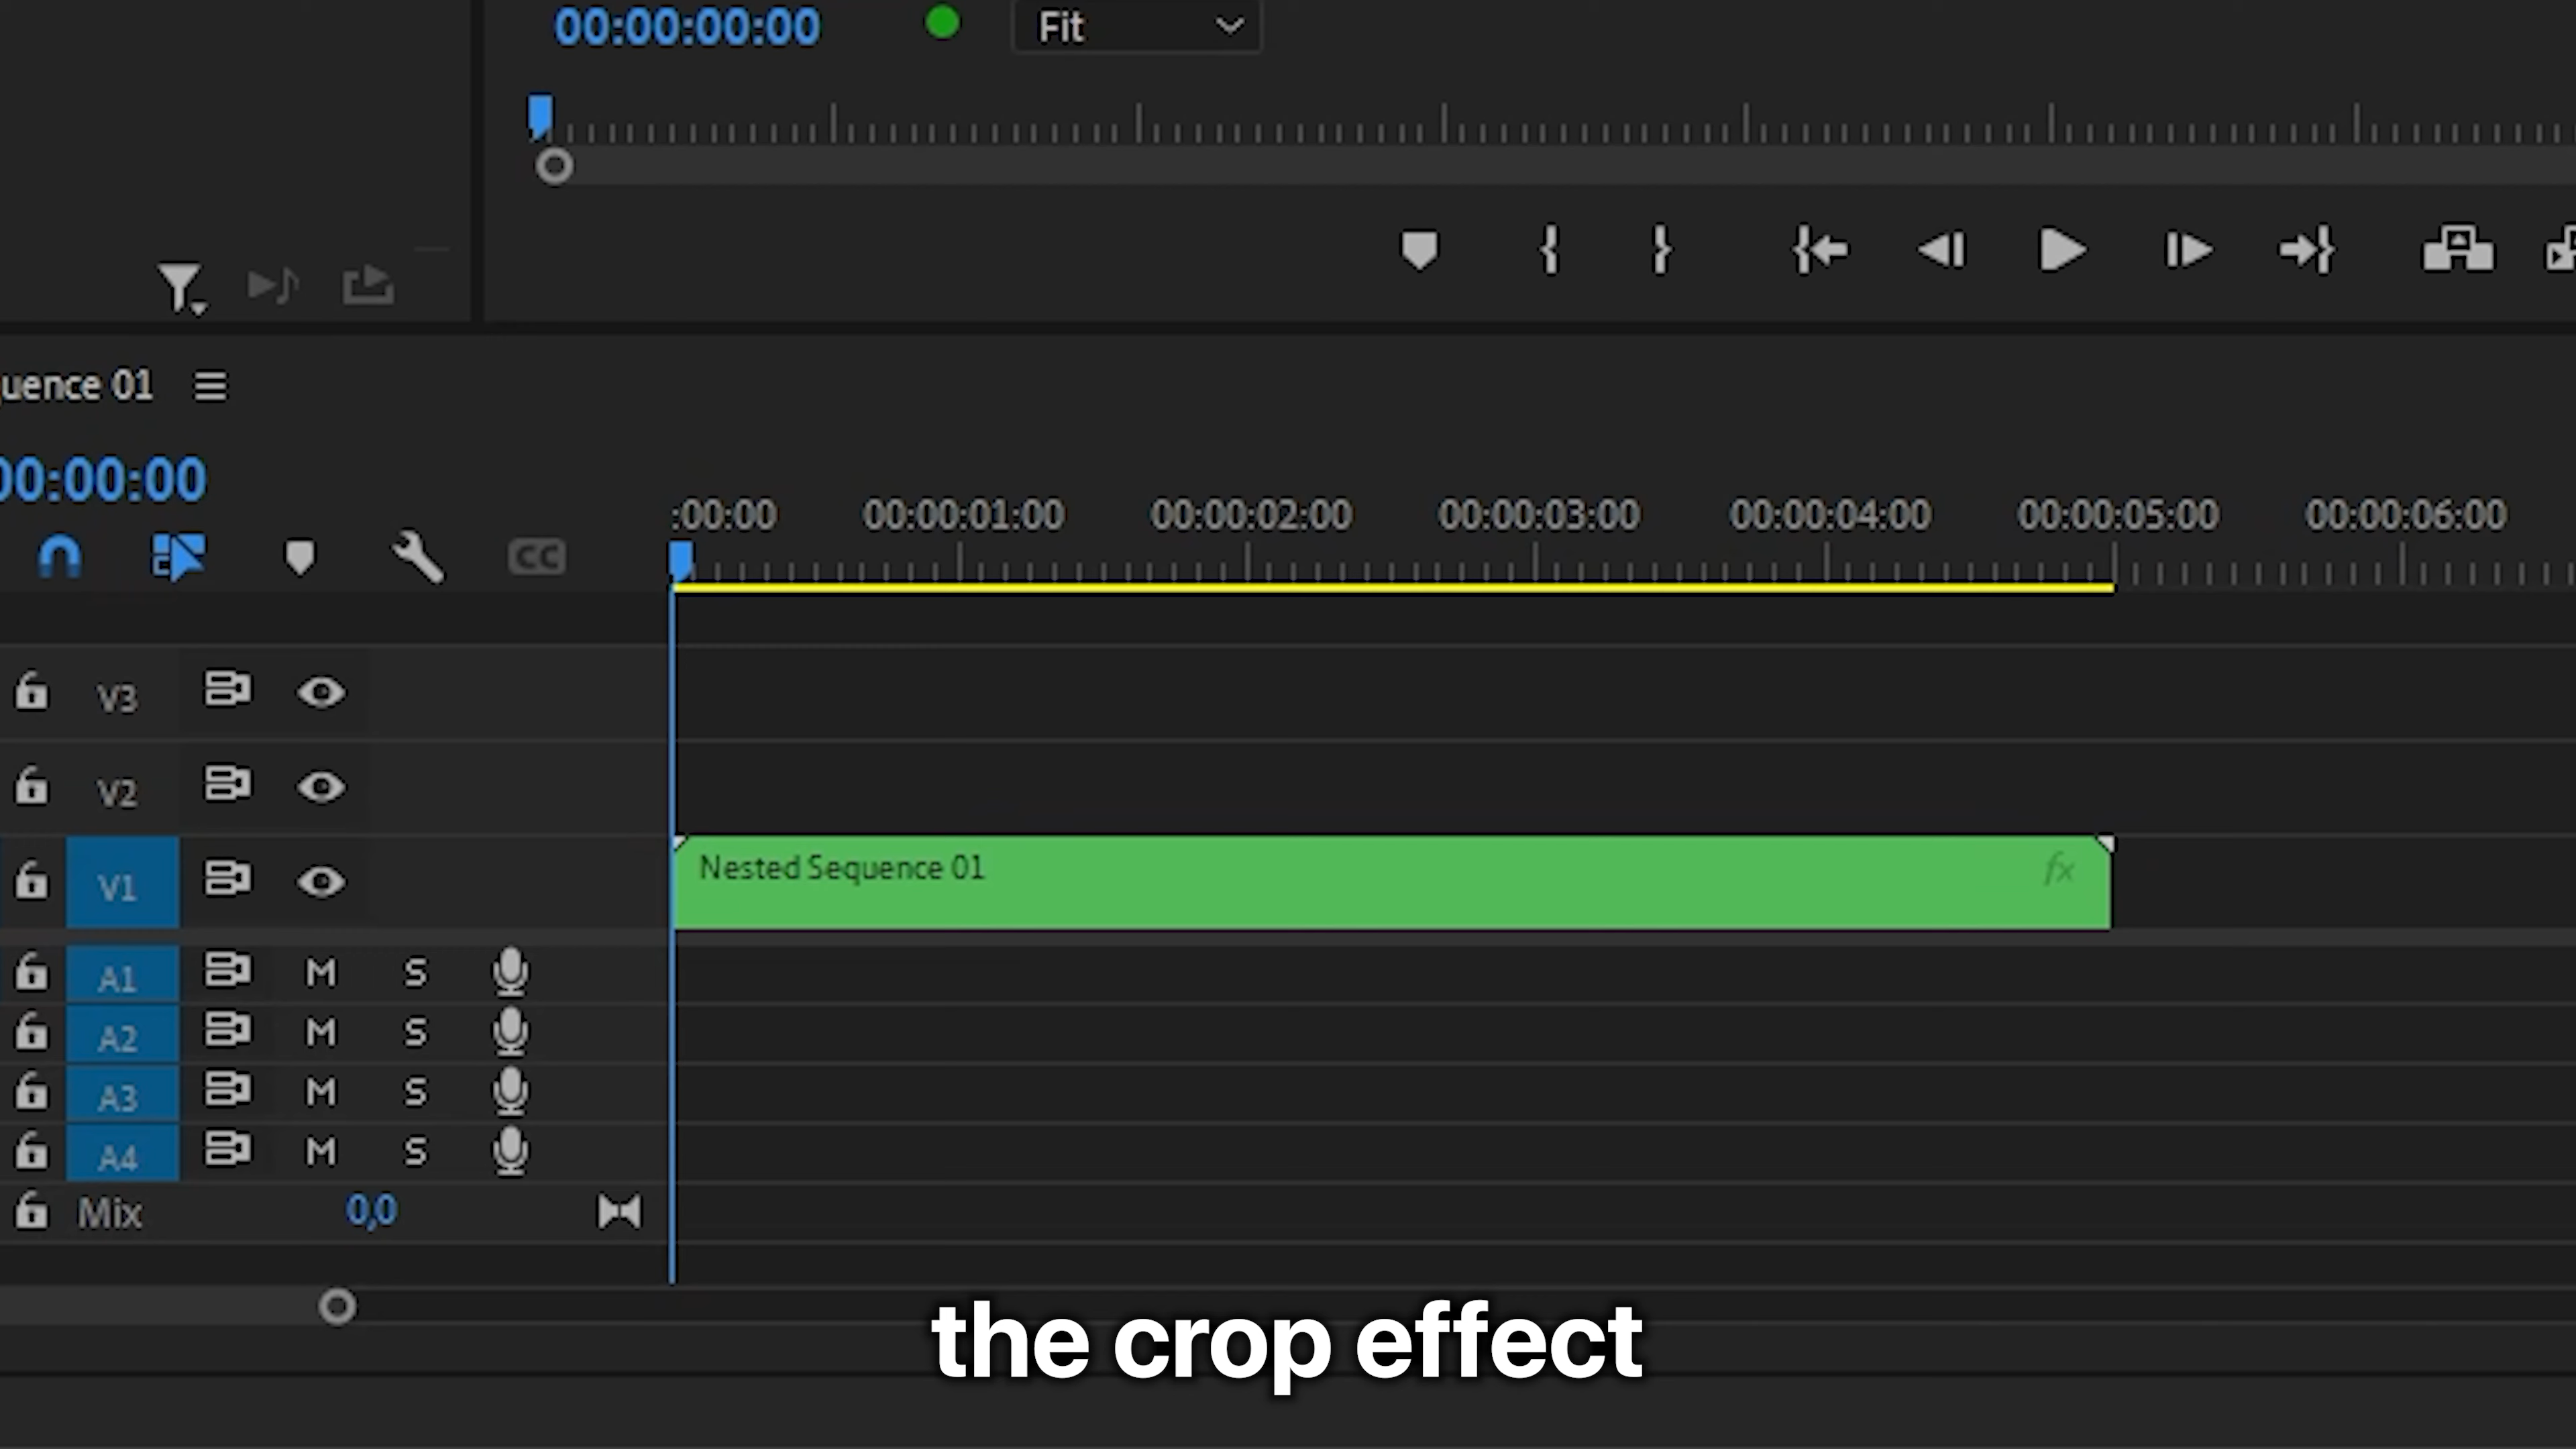 00:00:00:00
Fit
uence 01
00:00:00
:00:00 00:00:01:00 00:00:02:00 00:00:03:00 00:00:04:00 00:00:05:00 00:00:06:00
CC
V3
V2
V1
Nested Sequence 01 fx
A1 M S
A2 M S
A3 M S
A4 M S
Mix 0,0
the crop effect